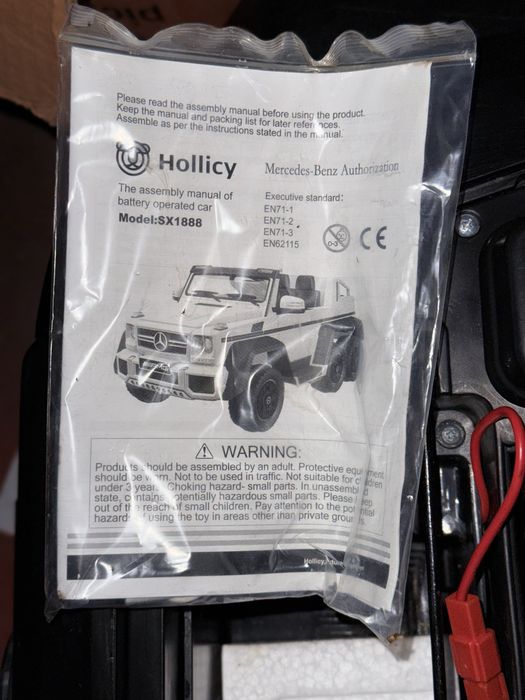 Please read the assembly manual before using the product.
Keep the manual and packing list for later references.
Assemble as per the instructions stated in the manual.
Hollicy
Mercedes-Benz Authorization
The assembly manual of
battery operated car
Model:SX1888
Executive standard:
EN71-1
EN71-2
EN71-3
EN62115
0-3
CE
WARNING:
Products should be assembled by an adult. Protective equipment
should be worn. Not to be used in traffic. Not suitable for children
under 3 years. Choking hazard- small parts. In unassembled
state, contains potentially hazardous small parts. Please keep
out of the reach of small children. Pay attention to the potential
hazards of using the toy in areas other than private grounds
Hollicy,